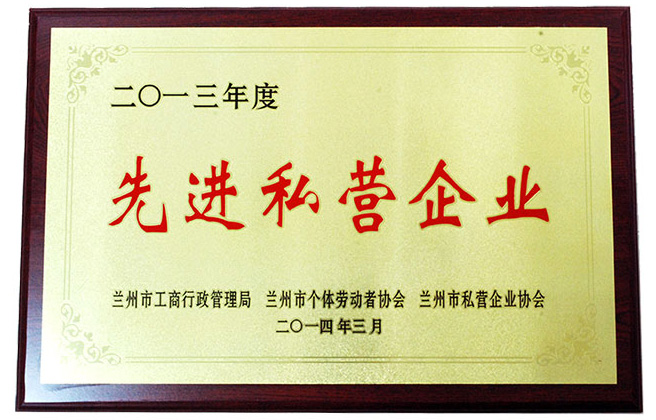 二〇一三年度
先进私营企业
兰州市工商行政管理局 兰州市个体劳动者协会 兰州市私营企业协会
二〇一四年三月